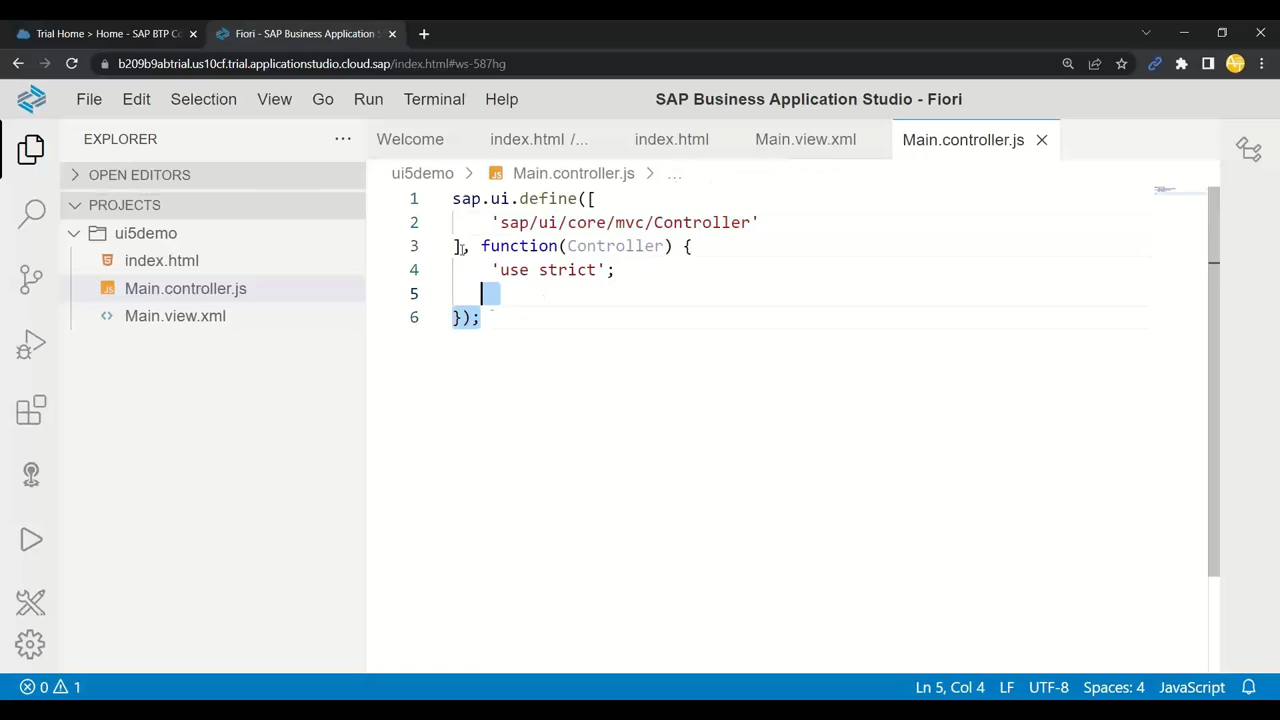 Trial Home > Home - SAP BTP Co
Fiori - SAP Business Application S
b209b9abtrial.us10cf.trial.applicationstudio.cloud.sap/index.html#ws-587hg
File Edit Selection View Go Run Terminal Help
SAP Business Application Studio - Fiori
EXPLORER
OPEN EDITORS
PROJECTS
ui5demo
index.html
Main.controller.js
Main.view.xml
Welcome
index.html /...
index.html
Main.view.xml
Main.controller.js
ui5demo > JS Main.controller.js > ...
1 sap.ui.define([
2 'sap/ui/core/mvc/Controller'
3 ], function(Controller) {
4 'use strict';
5
6 });
0 1
Ln 5, Col 4 LF UTF-8 Spaces: 4 JavaScript